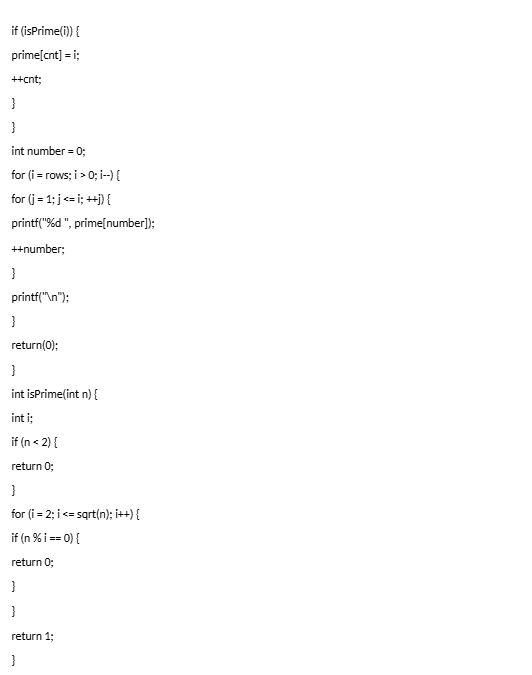 if (isPrime(i)) {
prime[cnt] = i;
++cnt;
}
}
int number = 0;
for (i = rows; i > 0; i--) {
for (j = 1; j <= i; ++j) {
printf("%d ", prime[number]);
++number;
}
printf("\n");
}
return(0);
}
int isPrime(int n) {
int i;
if (n < 2) {
return 0;
}
for (i = 2; i <= sqrt(n); i++) {
if (n % i == 0) {
return 0;
}
}
return 1;
}